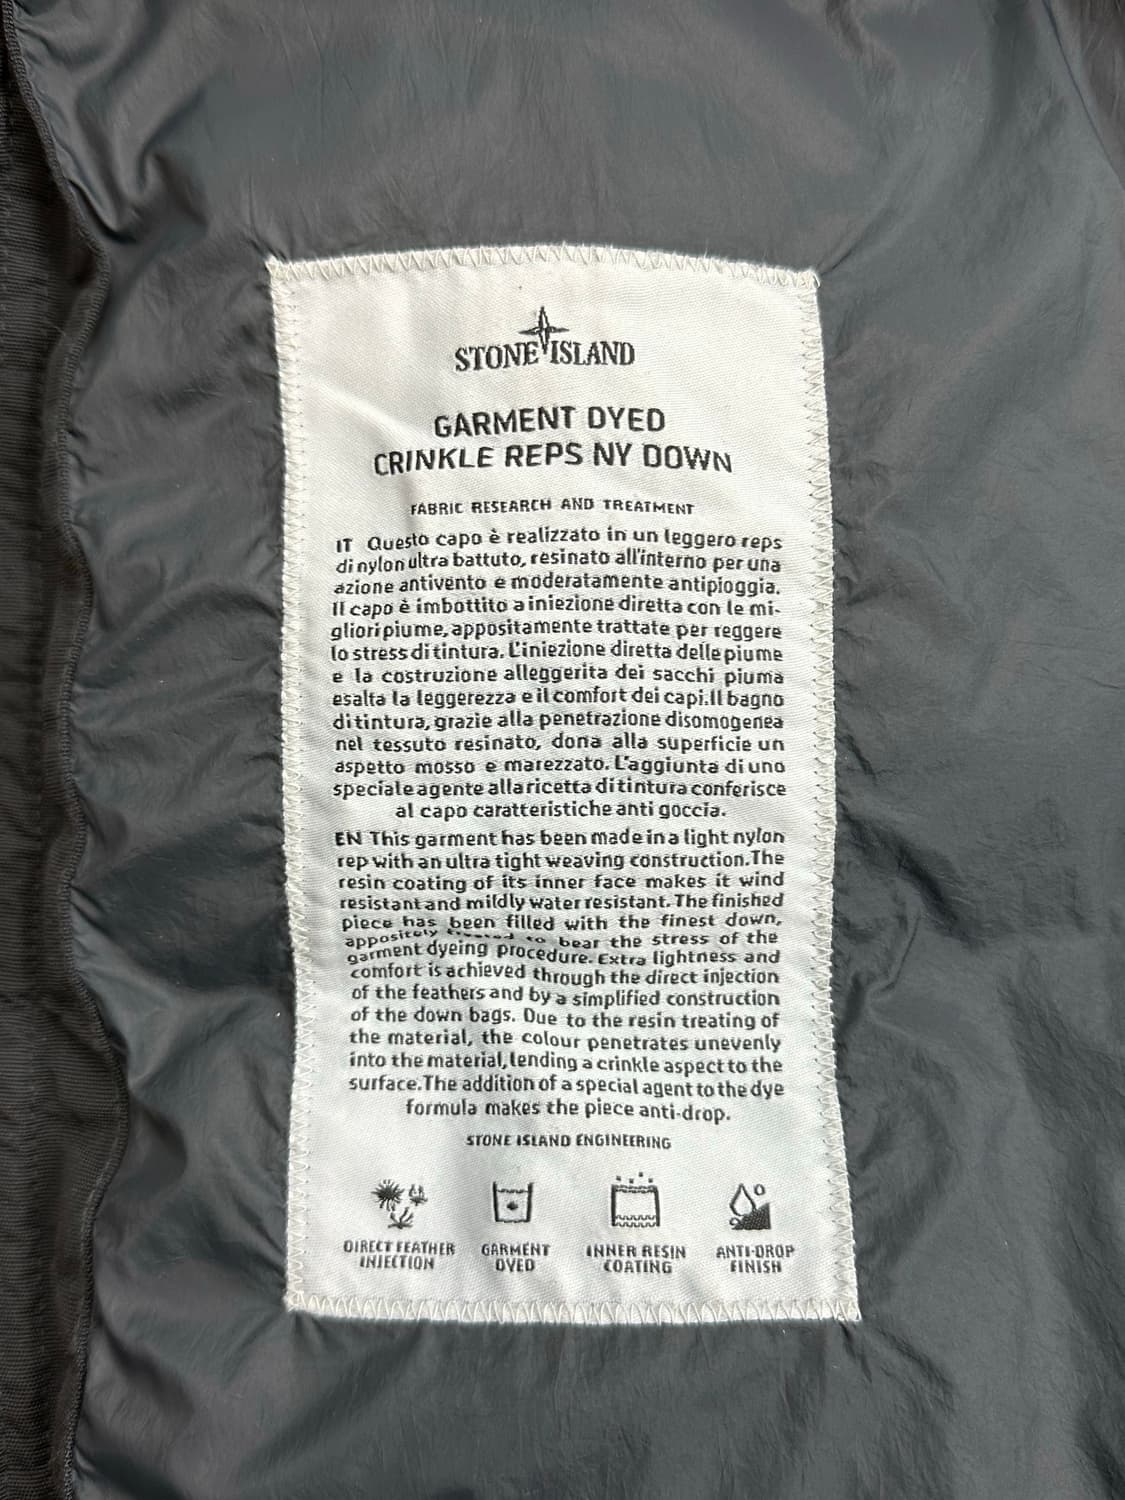 STONE ISLAND
GARMENT DYED
CRINKLE REPS NY DOWN
FABRIC RESEARCH AND TREATMENT
IT Questo capo è realizzato in un leggero reps
di nylon ultra battuto, resinato all'interno per una
azione antivento e moderatamente antipioggia.
Il capo è imbottito a iniezione diretta con le mi-
gliori piume, appositamente trattate per reggere
lo stress di tintura. L'iniezione diretta delle piume
e la costruzione alleggerita dei sacchi piuma
esalta la leggerezza e il comfort dei capi.Il bagno
di tintura, grazie alla penetrazione disomogenea
nel tessuto resinato, dona alla superficie un
aspetto mosso e marezzato. L'aggiunta di uno
speciale agente alla ricetta di tintura conferisce
al capo caratteristiche anti goccia.
EN This garment has been made in a light nylon
rep with an ultra tight weaving construction.The
resin coating of its inner face makes it wind
resistant and mildly water resistant. The finished
piece has been filled with the finest down,
appositely treated to bear the stress of the
garment dyeing procedure. Extra lightness and
comfort is achieved through the direct injection
of the feathers and by a simplified construction
of the down bags. Due to the resin treating of
the material, the colour penetrates unevenly
into the material, lending a crinkle aspect to the
surface.The addition of a special agent to the dye
formula makes the piece anti-drop.
STONE ISLAND ENGINEERING
DIRECT FEATHER
INJECTION
GARMENT
DYED
INNER RESIN
COATING
ANTI-DROP
FINISH